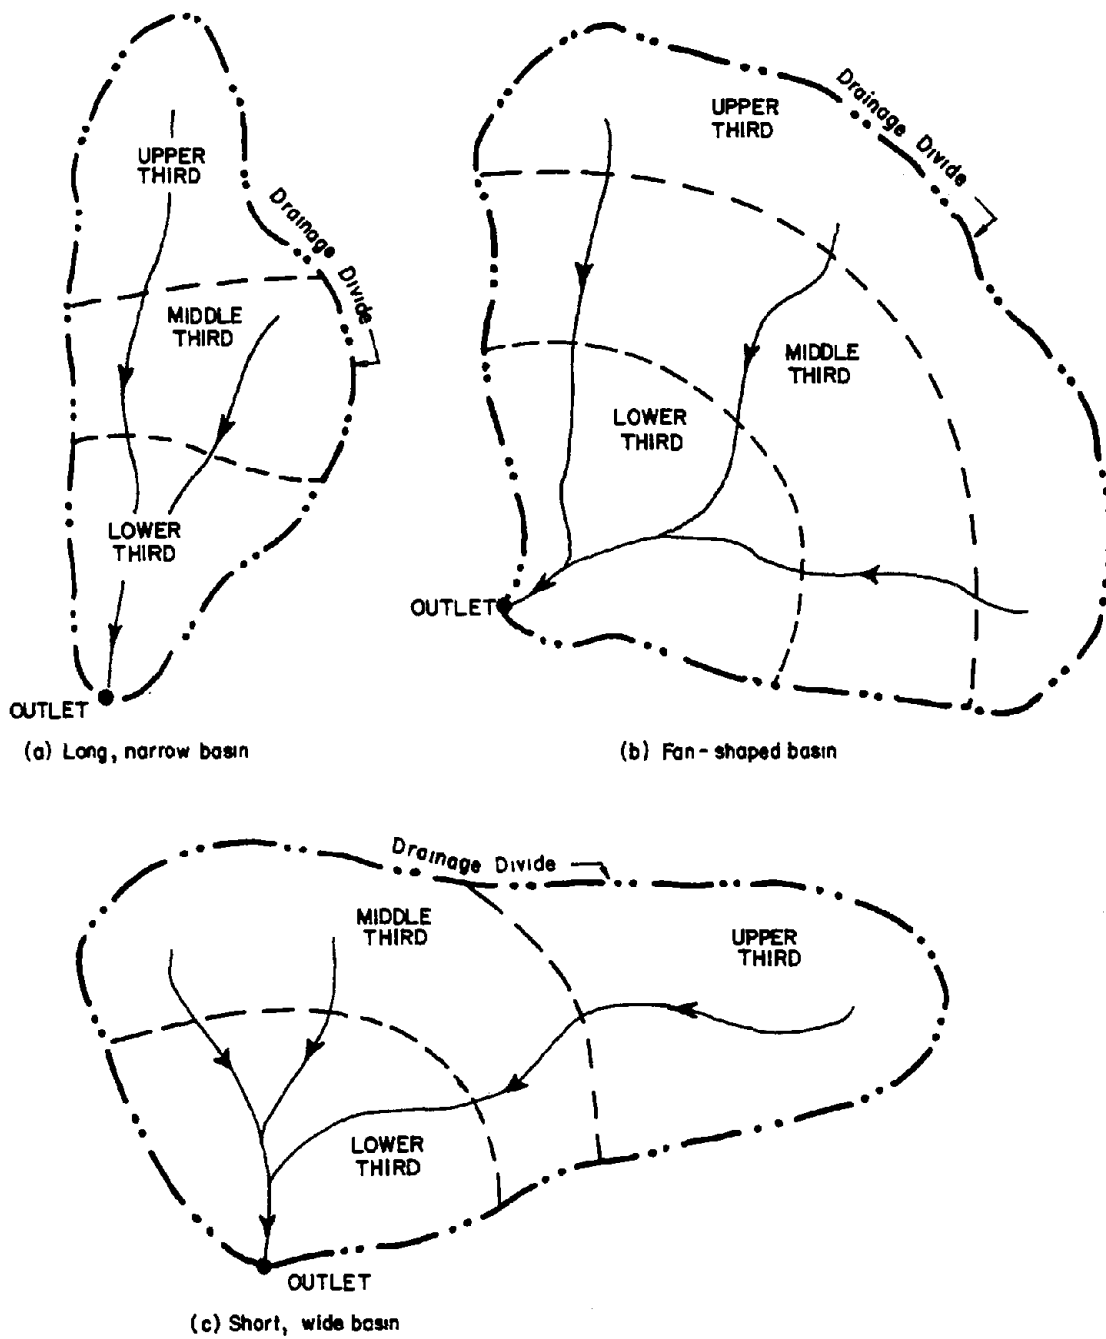 UPPER
THIRD
Drainage Divide
MIDDLE
THIRD
LOWER
THIRD
OUTLET
(a) Long, narrow basin
UPPER
THIRD
Drainage Divide
MIDDLE
THIRD
LOWER
THIRD
OUTLET
(b) Fan-shaped basin
Drainage Divide
MIDDLE
THIRD
UPPER
THIRD
LOWER
THIRD
OUTLET
(c) Short, wide basin